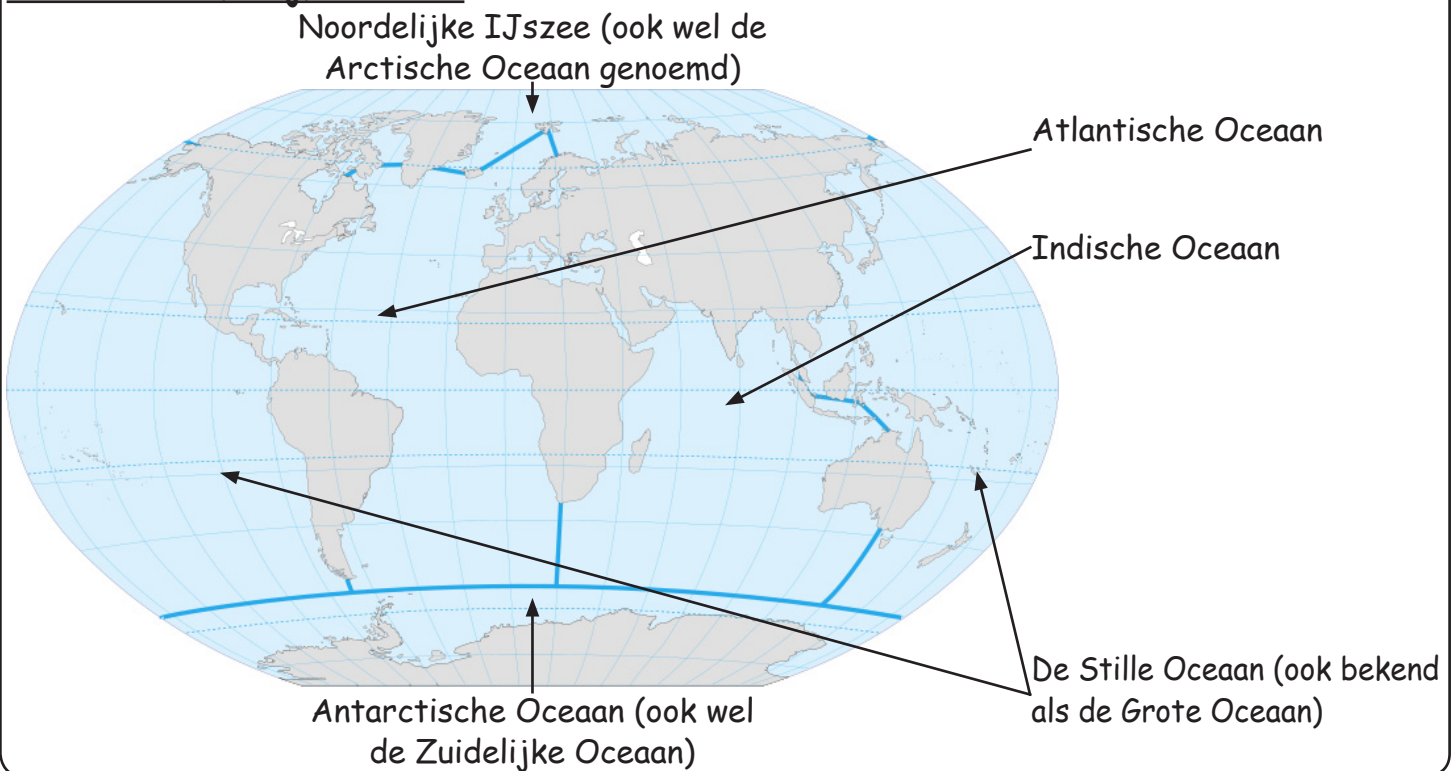 Noordelijke IJszee (ook wel de
Arctische Oceaan genoemd)
Atlantische Oceaan
Indische Oceaan
De Stille Oceaan (ook bekend
als de Grote Oceaan)
Antarctische Oceaan (ook wel
de Zuidelijke Oceaan)